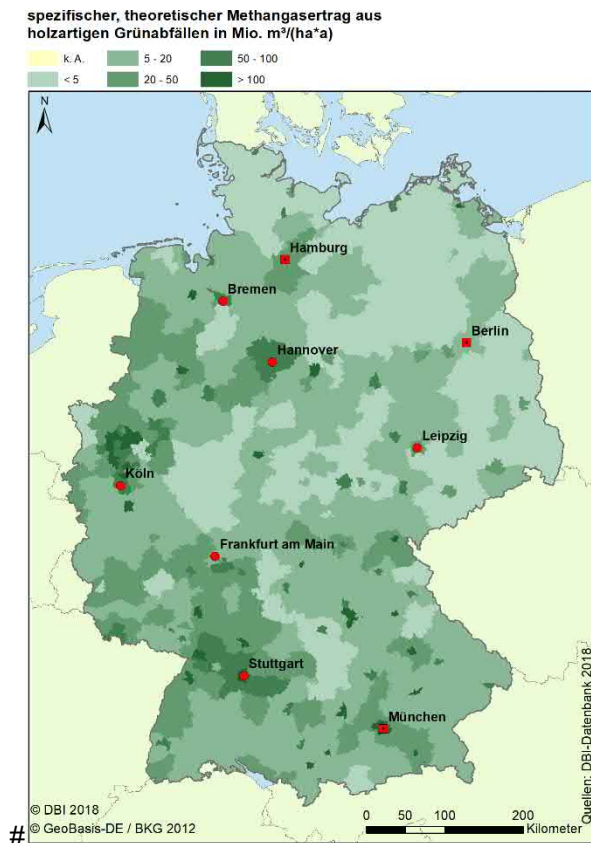 spezifischer, theoretischer Methangasertrag aus
holzartigen Grünabfällen in Mio. m³/(ha*a)
k. A. 5 - 20 50 - 100
< 5 20 - 50 > 100
N
Hamburg
Bremen
Berlin
Hannover
Leipzig
Köln
Frankfurt am Main
Stuttgart
München
Quellen: DBI-Datenbank 2018
© DBI 2018
© GeoBasis-DE / BKG 2012
0 50 100 200
Kilometer
#